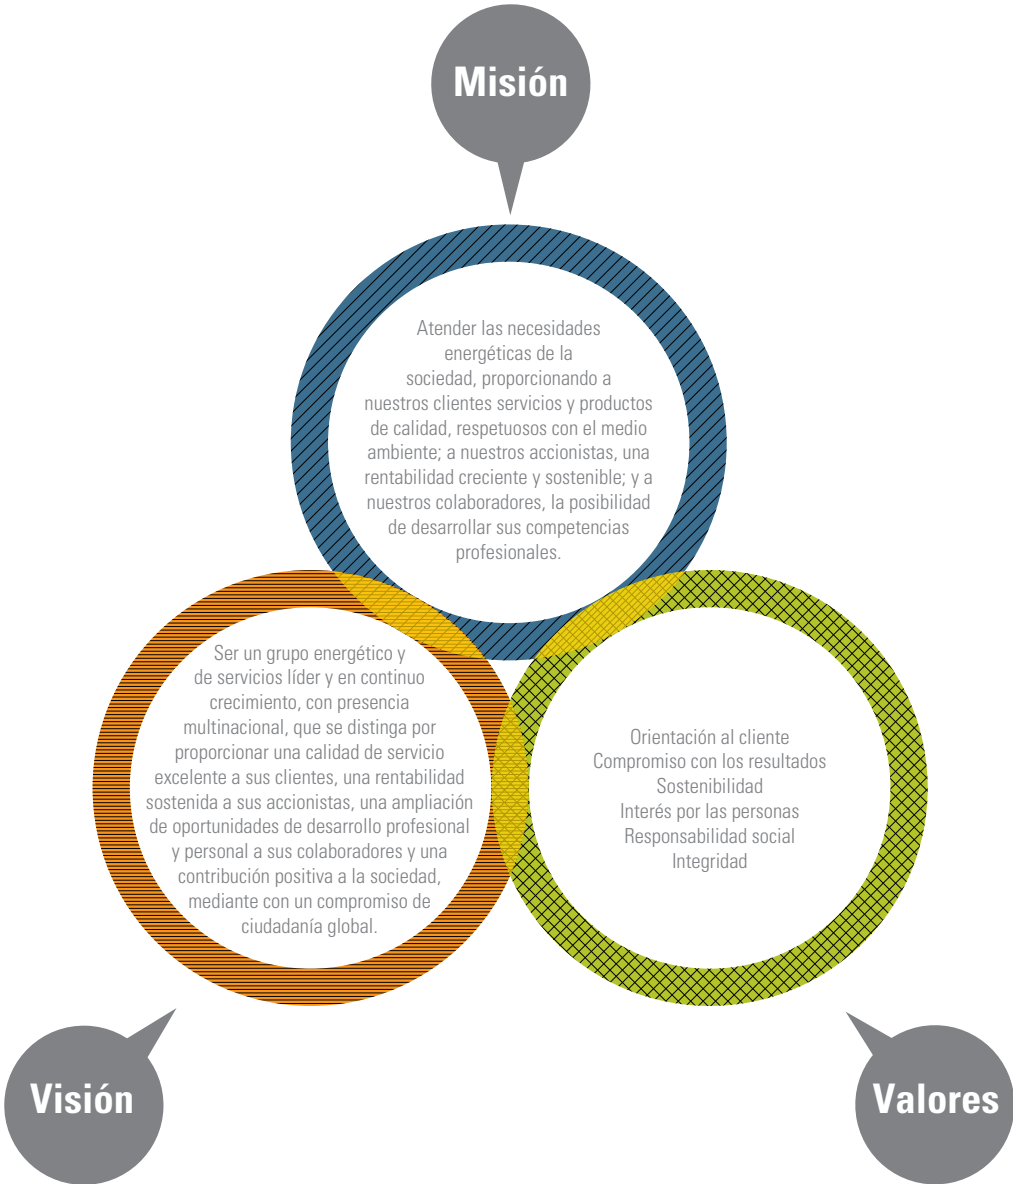 Misión
Atender las necesidades
energéticas de la
sociedad, proporcionando a
nuestros clientes servicios y productos
de calidad, respetuosos con el medio
ambiente; a nuestros accionistas, una
rentabilidad creciente y sostenible; y a
nuestros colaboradores, la posibilidad
de desarrollar sus competencias
profesionales.
Ser un grupo energético y
de servicios líder y en continuo
crecimiento, con presencia
multinacional, que se distinga por
proporcionar una calidad de servicio
excelente a sus clientes, una rentabilidad
sostenida a sus accionistas, una ampliación
de oportunidades de desarrollo profesional
y personal a sus colaboradores y una
contribución positiva a la sociedad,
mediante con un compromiso de
ciudadanía global.
Orientación al cliente
Compromiso con los resultados
Sostenibilidad
Interés por las personas
Responsabilidad social
Integridad
Visión
Valores